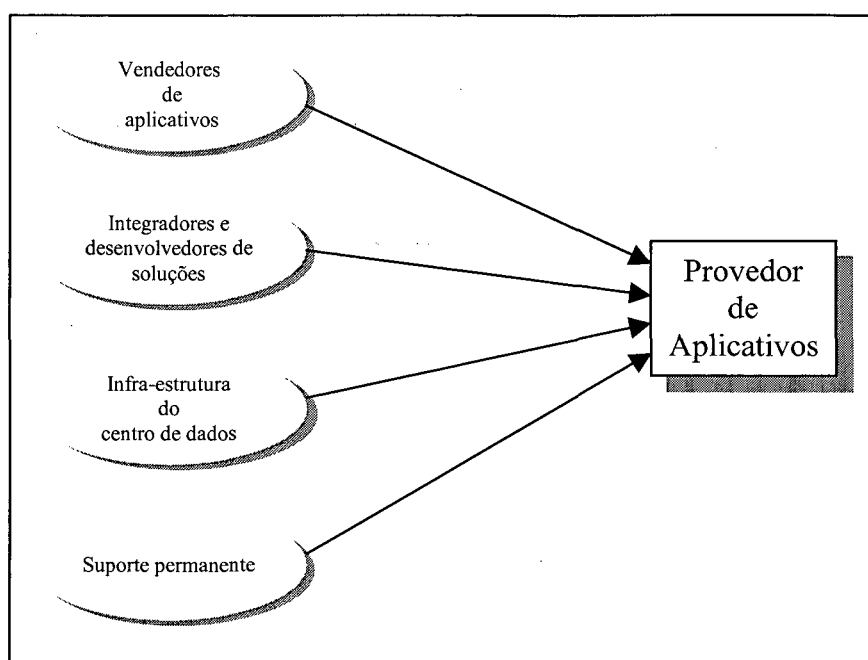 Vendedores
de
aplicativos
Integradores e
desenvolvedores de
soluções
Infra-estrutura
do
centro de dados
Suporte permanente
Provedor
de
Aplicativos